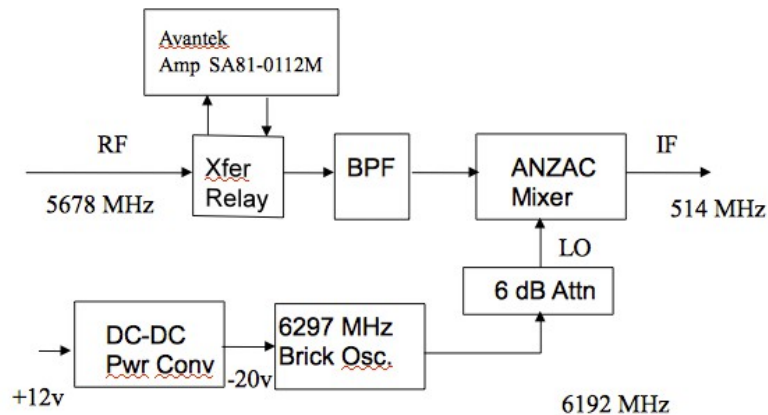 Avantek
Amp SA81-0112M
RF
Xfer
Relay
BPF
ANZAC
Mixer
IF
5678 MHz
514 MHz
LO
6 dB Attn
DC-DC
Pwr Conv
6297 MHz
Brick Osc.
+12v
-20v
6192 MHz